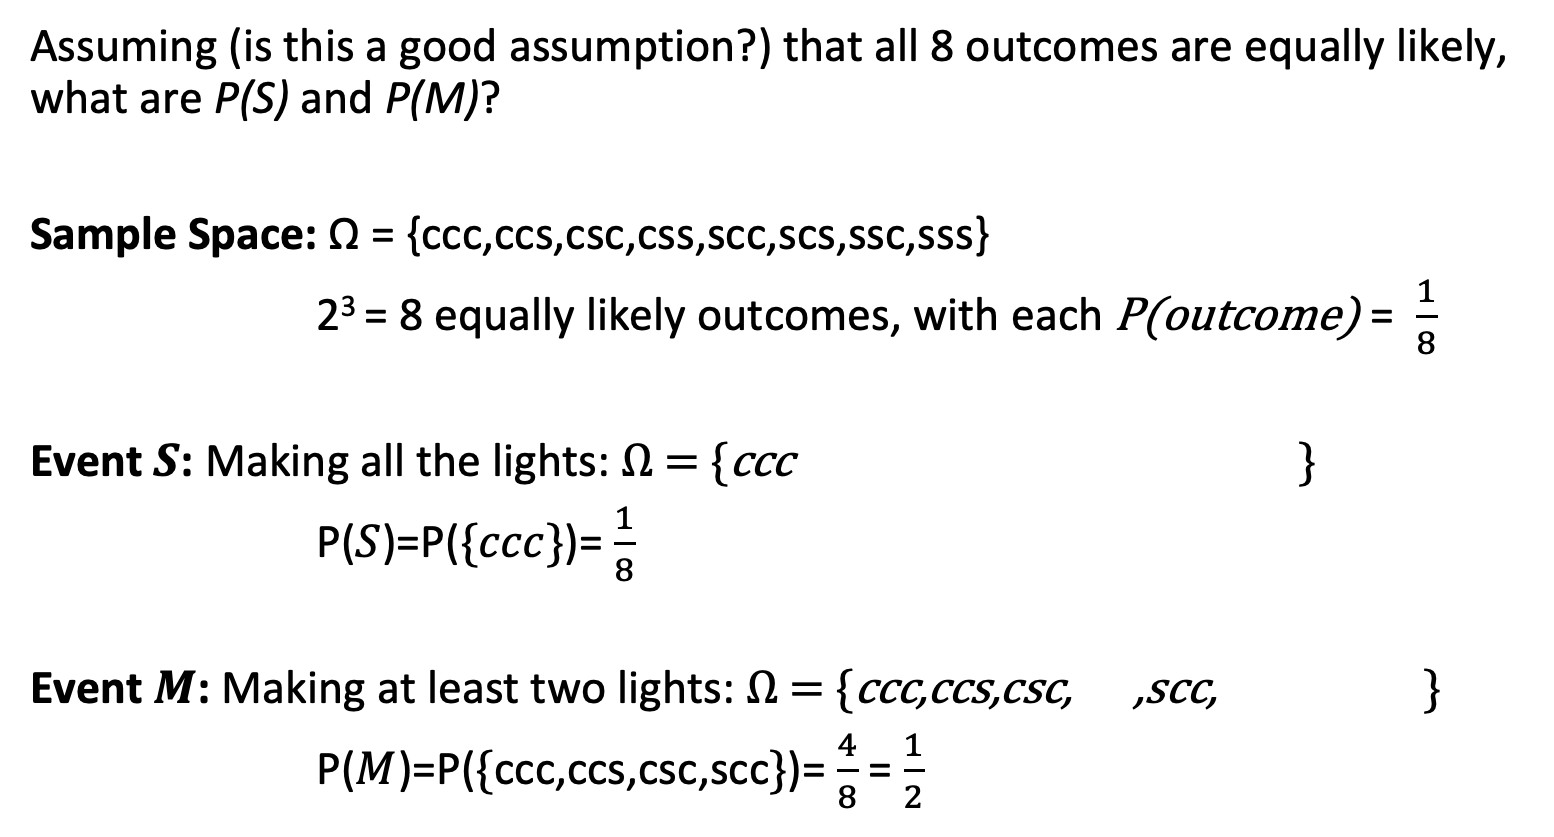 Assuming (is this a good assumption?) that all 8 outcomes are equally likely,
what are P(S) and P(M)?
Sample Space: Ω = {ccc,ccs,csc,css,scc,scs,ssc,sss}
2³ = 8 equally likely outcomes, with each P(outcome) = 1/8
Event S: Making all the lights: Ω = {ccc }
P(S)=P({ccc})= 1/8
Event M: Making at least two lights: Ω = {ccc,ccs,csc, ,scc, }
P(M)=P({ccc,ccs,csc,scc})= 4/8 = 1/2